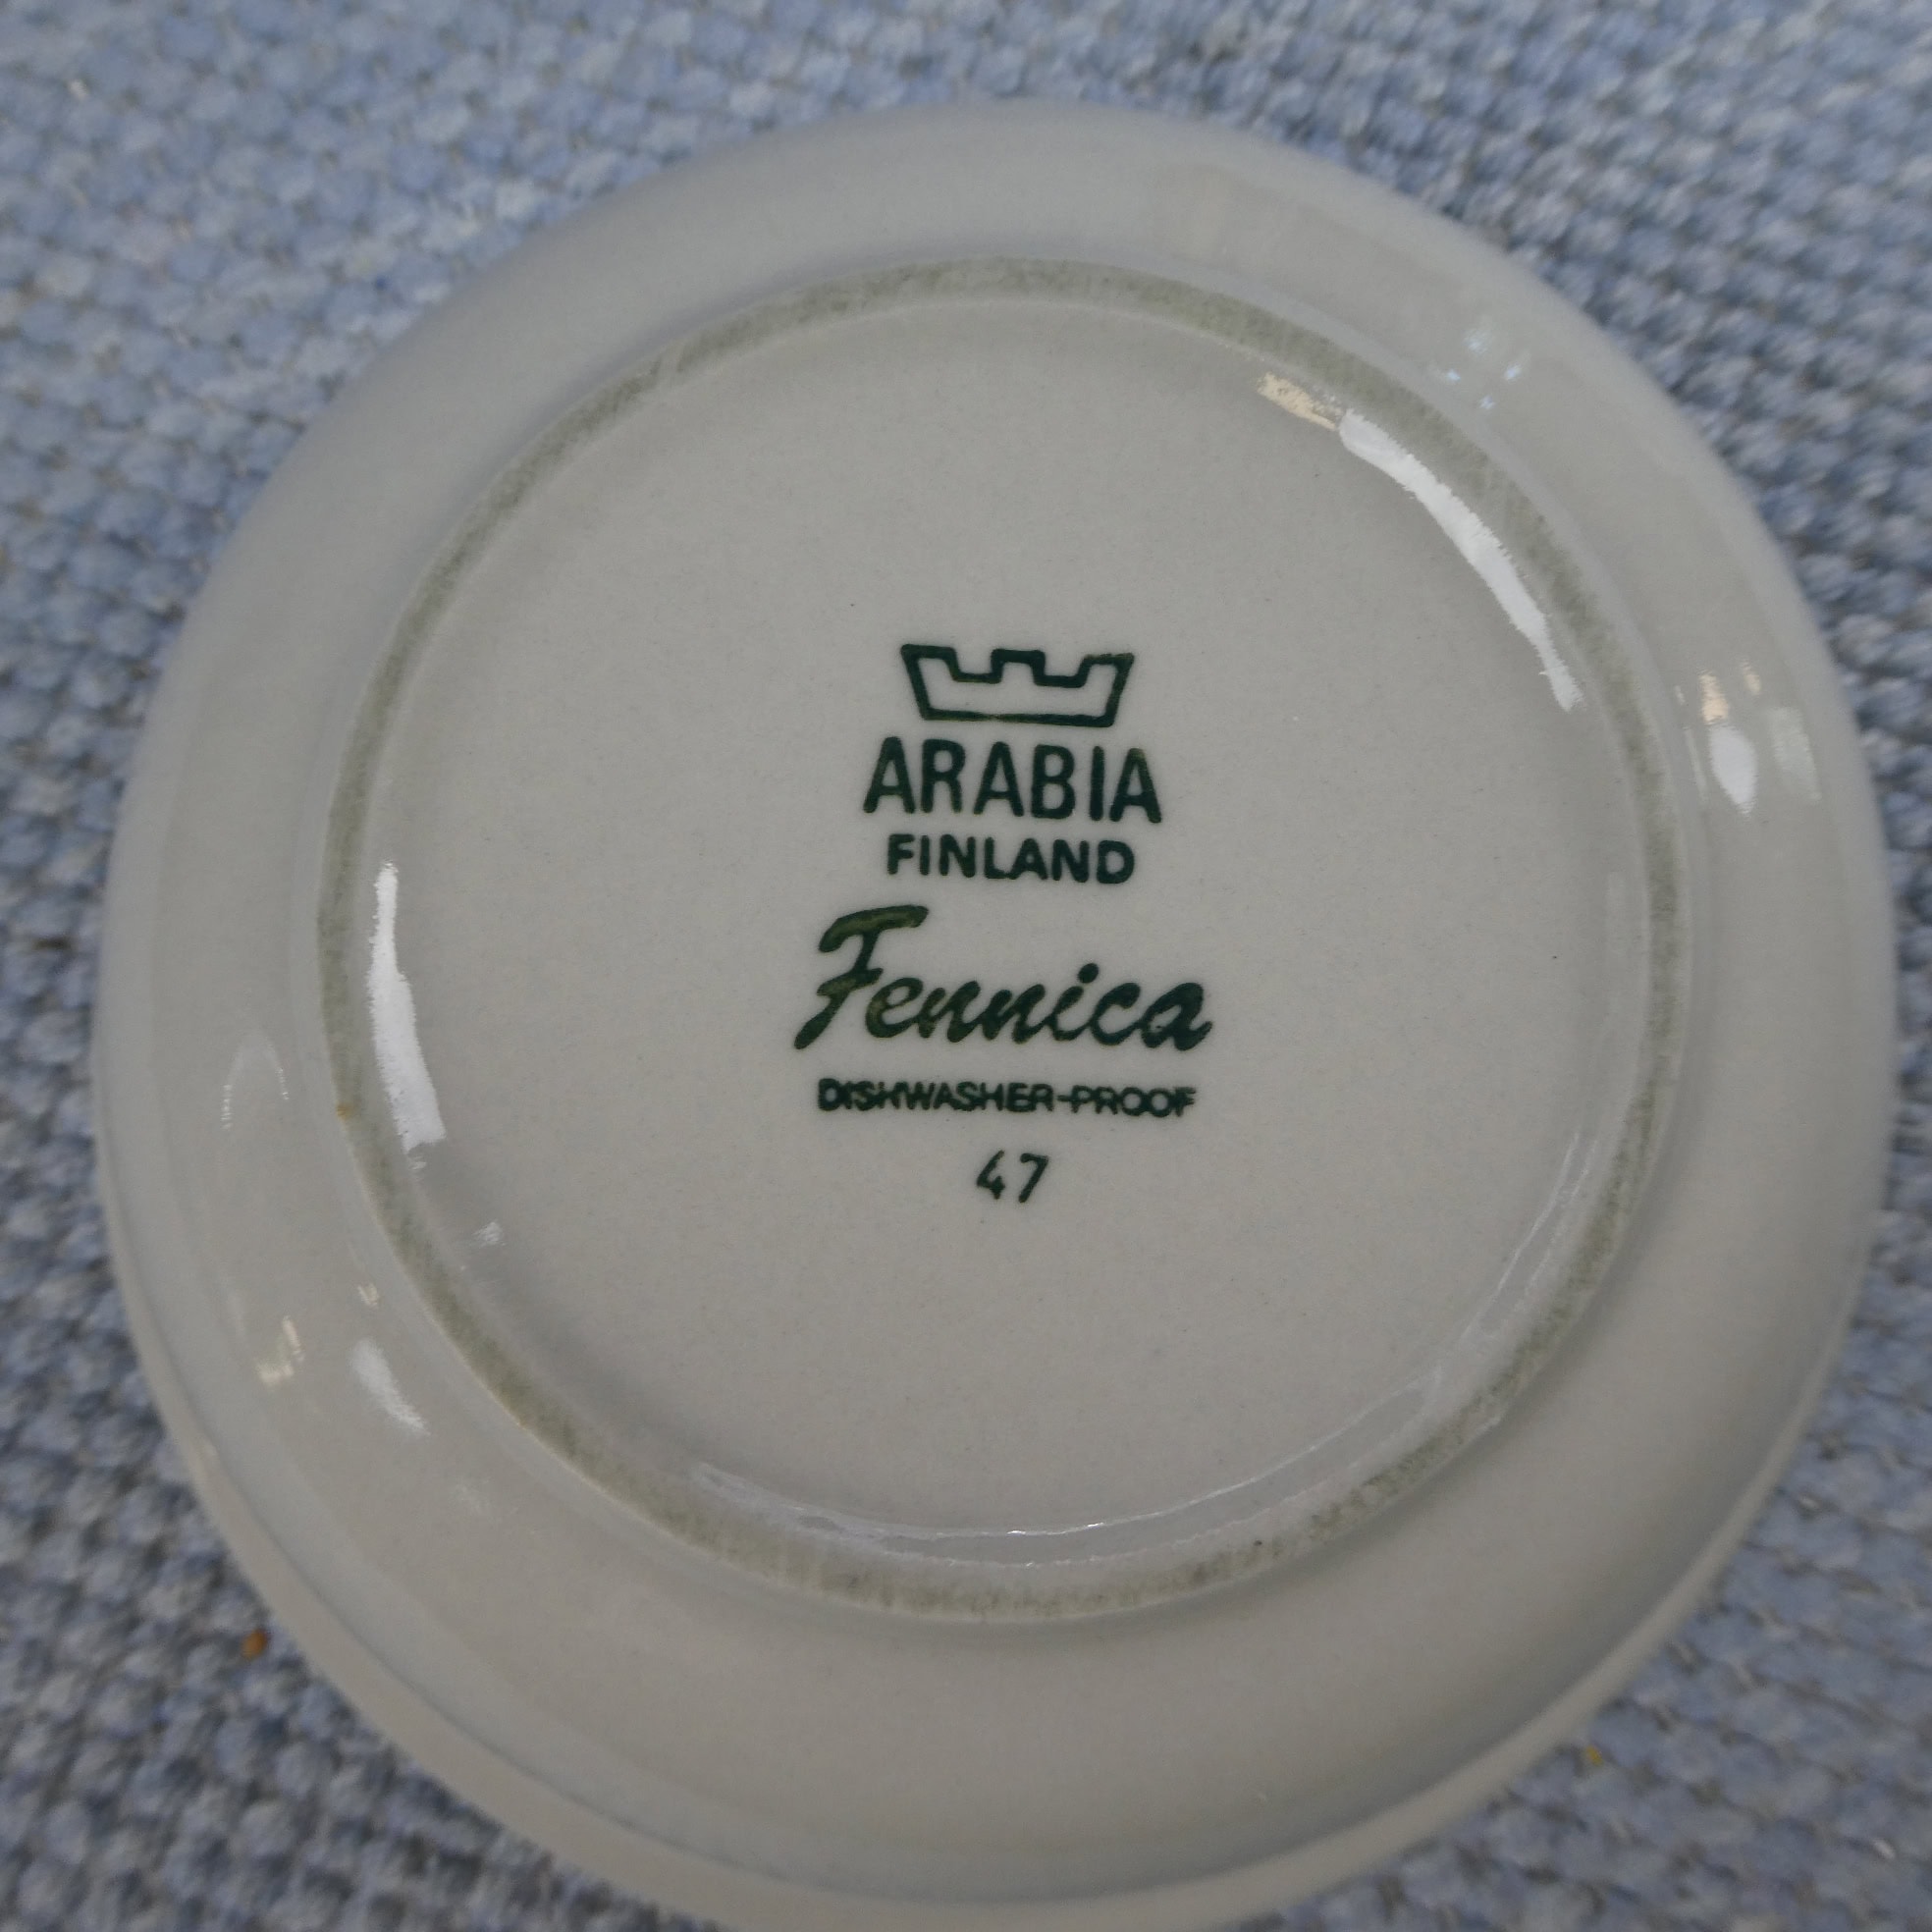 ARABIA
FINLAND
Fennica
DISHWASHER-PROOF
47